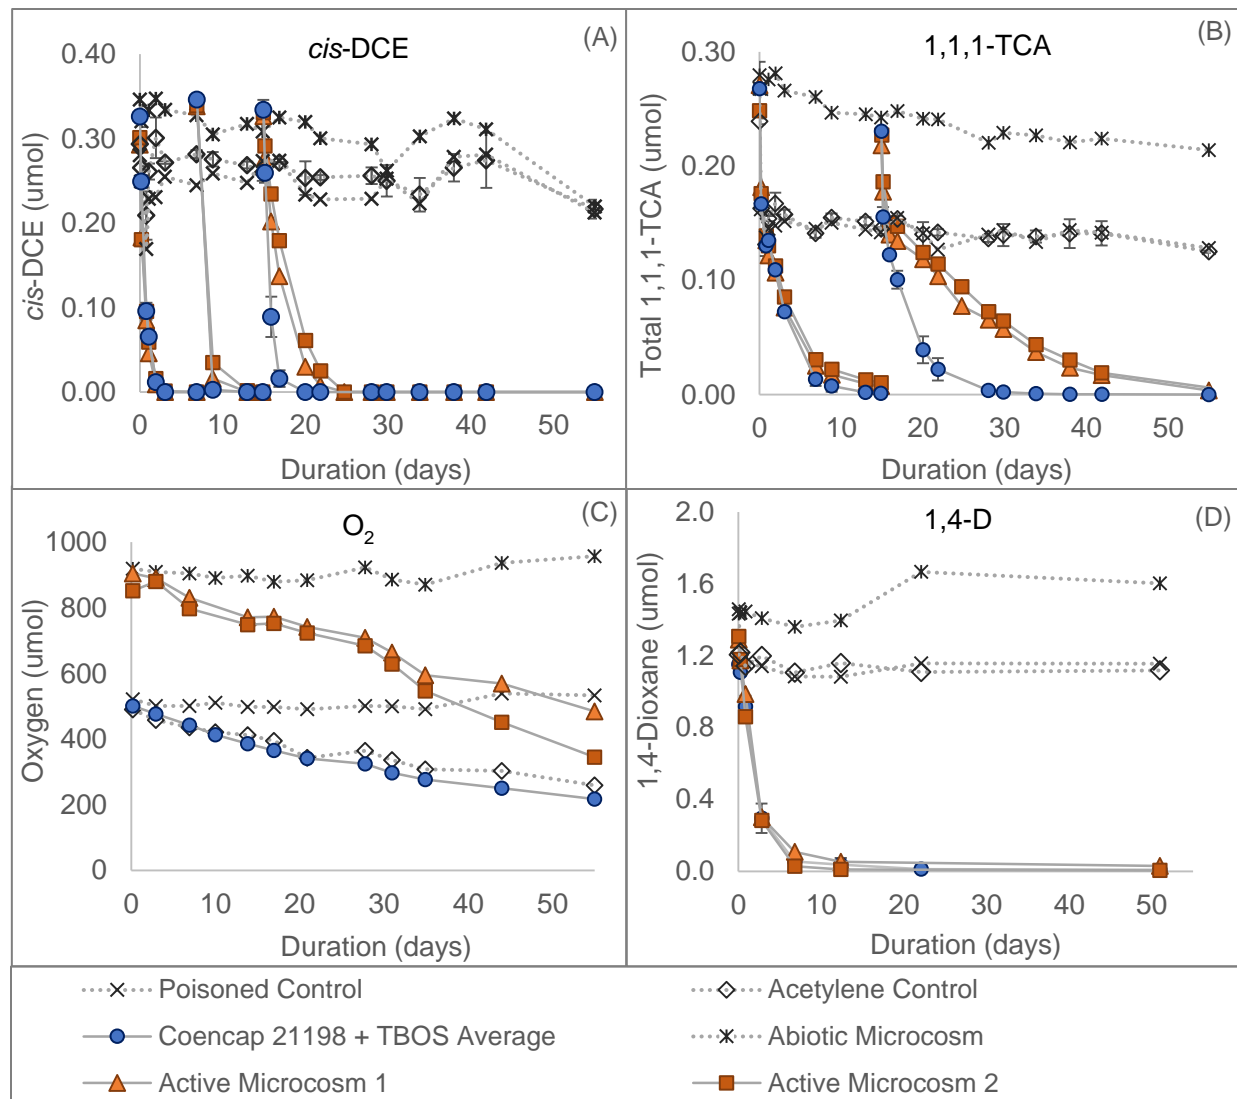 (A)
cis-DCE
0.40
0.30
0.20
0.10
0.00
cis-DCE (umol)
0 10 20 30 40 50
Duration (days)
(B)
1,1,1-TCA
0.30
0.20
0.10
0.00
Total 1,1,1-TCA (umol)
0 10 20 30 40 50
Duration (days)
(C)
O₂
1000
800
600
400
200
0
Oxygen (umol)
0 10 20 30 40 50
Duration (days)
(D)
1,4-D
2.0
1.6
1.2
0.8
0.4
0.0
1,4-Dioxane (umol)
0 10 20 30 40 50
Duration (days)
Poisoned Control
Acetylene Control
Coencap 21198 + TBOS Average
Abiotic Microcosm
Active Microcosm 1
Active Microcosm 2